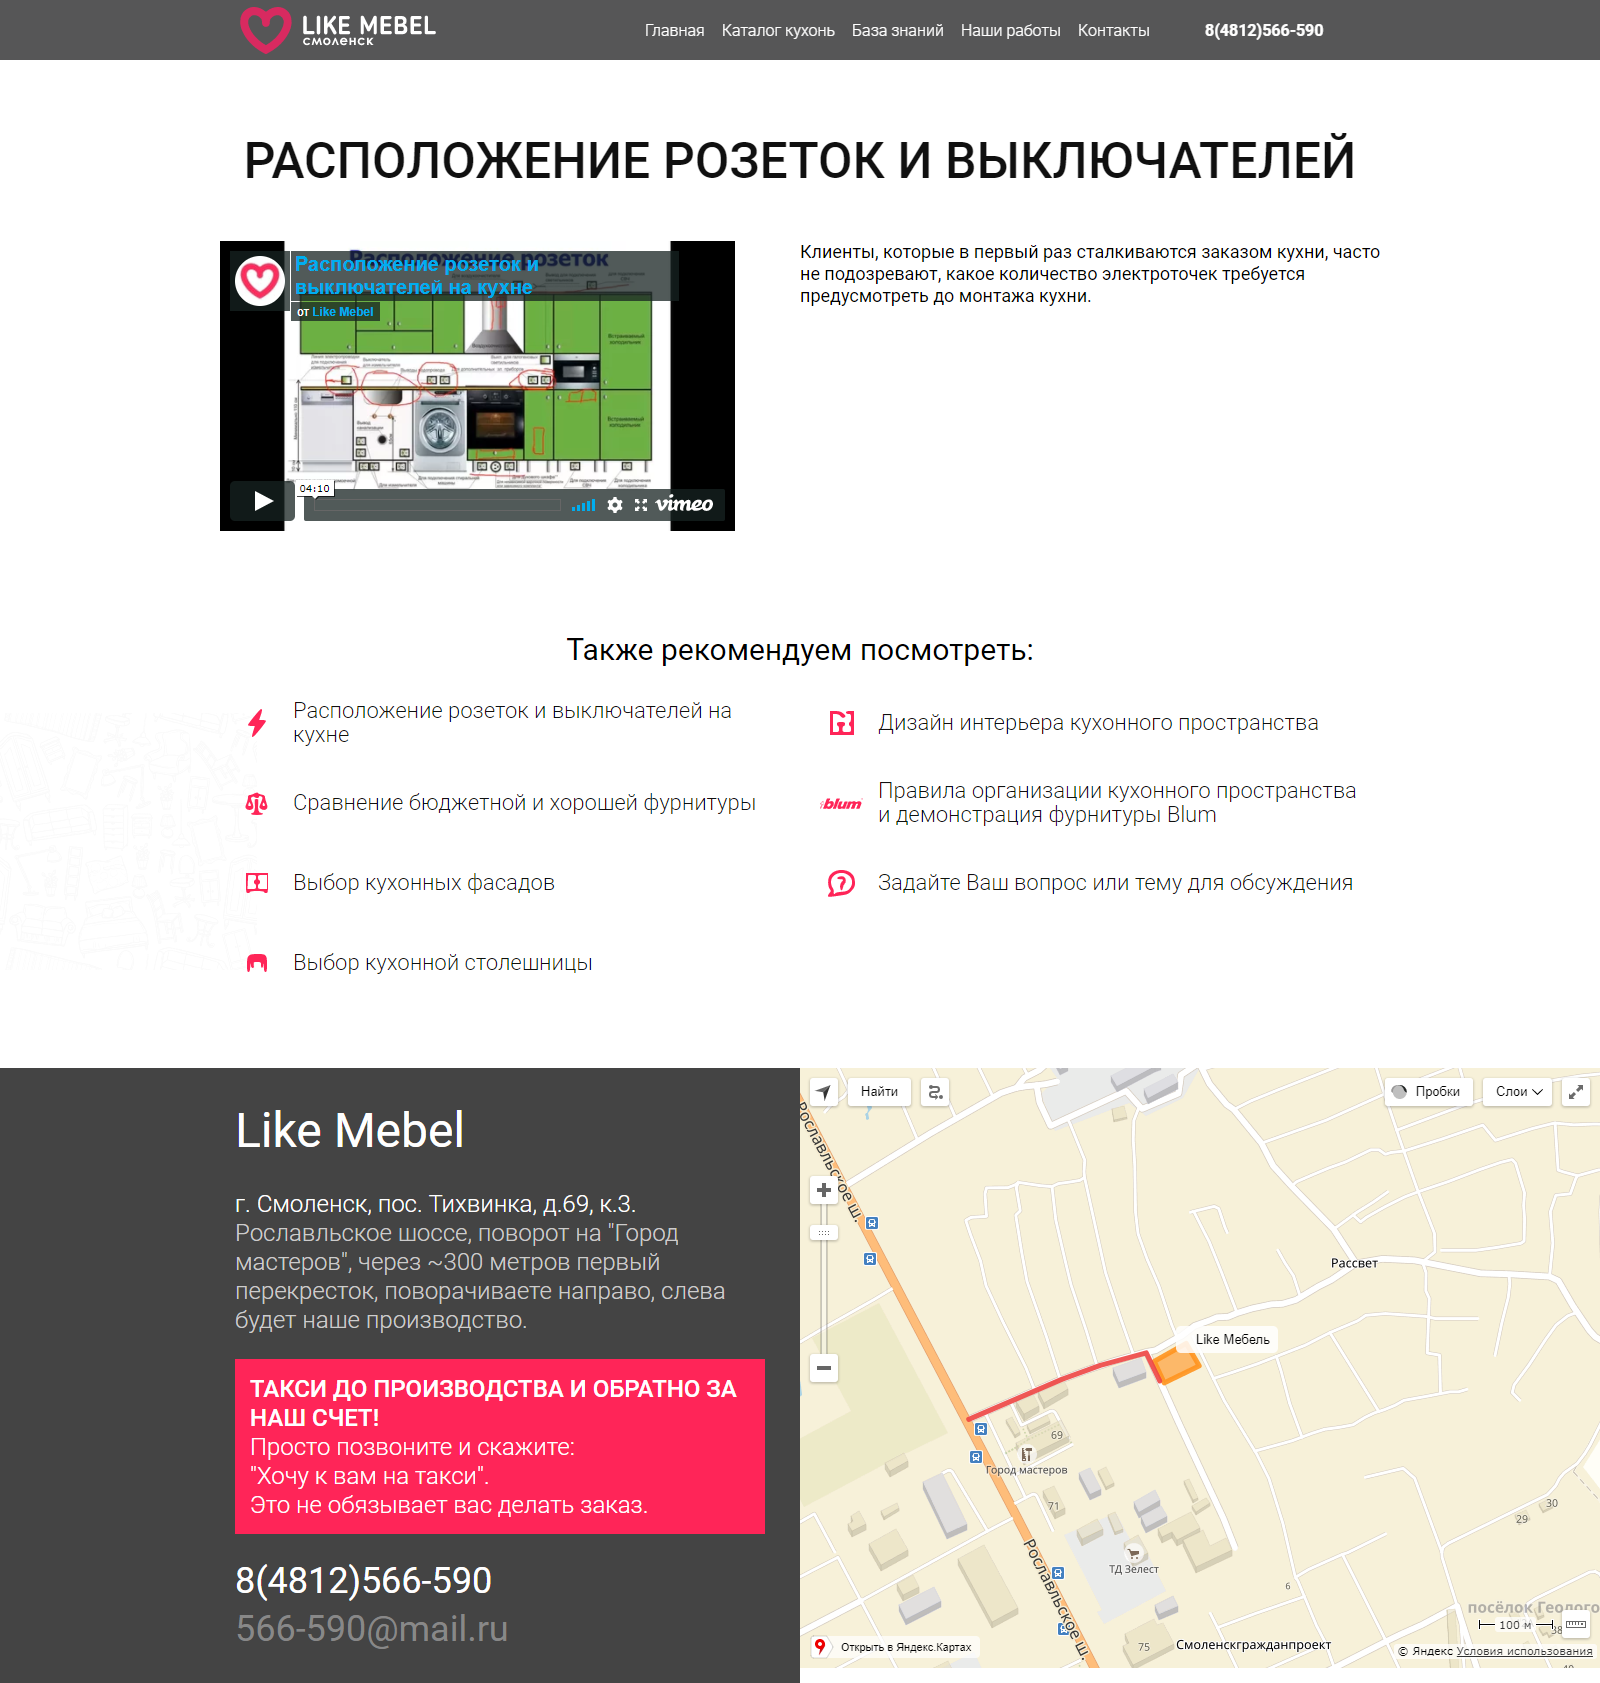 LIKE MEBEL
СМОЛЕНСК
Главная Каталог кухонь База знаний Наши работы Контакты 8(4812)566-590
РАСПОЛОЖЕНИЕ РОЗЕТОК И ВЫКЛЮЧАТЕЛЕЙ
Расположение розеток и
выключателей на кухне
от Like Mebel
04:10
vimeo
Клиенты, которые в первый раз сталкиваются заказом кухни, часто
не подозревают, какое количество электроточек требуется
предусмотреть до монтажа кухни.
Также рекомендуем посмотреть:
Расположение розеток и выключателей на
кухне
Дизайн интерьера кухонного пространства
Сравнение бюджетной и хорошей фурнитуры
blum
Правила организации кухонного пространства
и демонстрация фурнитуры Blum
Выбор кухонных фасадов
Задайте Ваш вопрос или тему для обсуждения
Выбор кухонной столешницы
Like Mebel
г. Смоленск, пос. Тихвинка, д.69, к.3.
Рославльское шоссе, поворот на "Город
мастеров", через ~300 метров первый
перекресток, поворачиваете направо, слева
будет наше производство.
ТАКСИ ДО ПРОИЗВОДСТВА И ОБРАТНО ЗА
НАШ СЧЕТ!
Просто позвоните и скажите:
"Хочу к вам на такси".
Это не обязывает вас делать заказ.
8(4812)566-590
566-590@mail.ru
Найти
Пробки
Слои
Рославльское ш.
Рассвет
Like Мебель
69
Город мастеров
71
30
29
ТД Зелест
Рославльское ш.
6
посёлок Геолого
100 м
38
75
Смоленскгражданпроект
Открыть в Яндекс.Картах
© Яндекс Условия использования